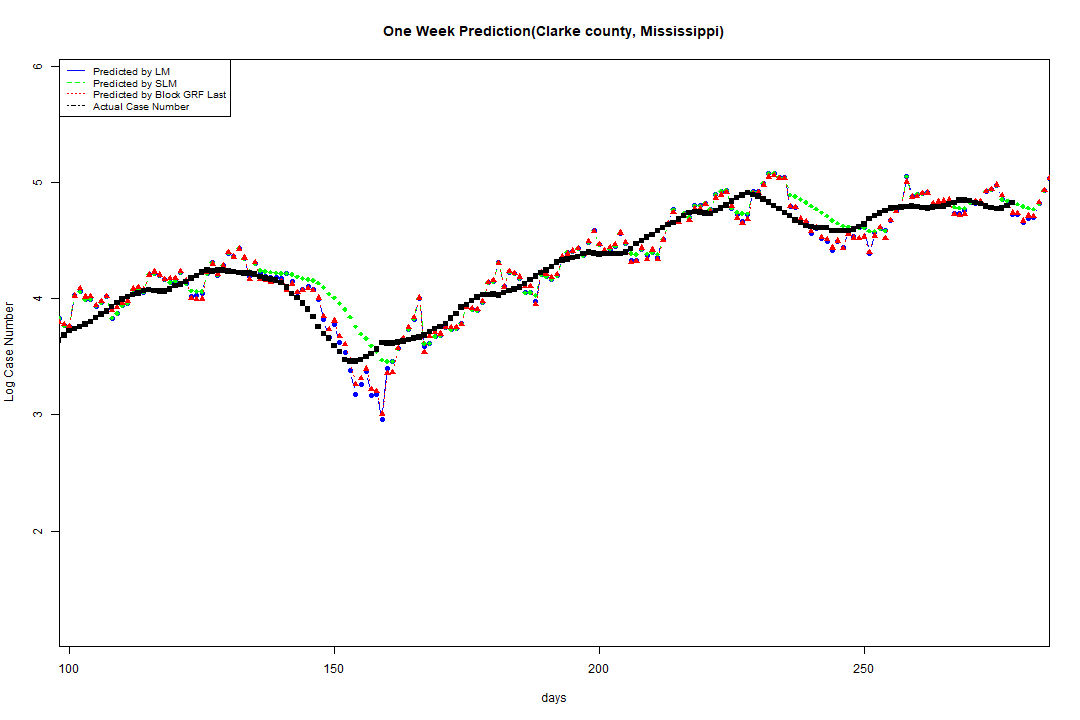 One Week Prediction(Clarke county, Mississippi)
Predicted by LM
Predicted by SLM
Predicted by Block GRF Last
Actual Case Number
6
5
4
3
2
Log Case Number
100 150 200 250
days